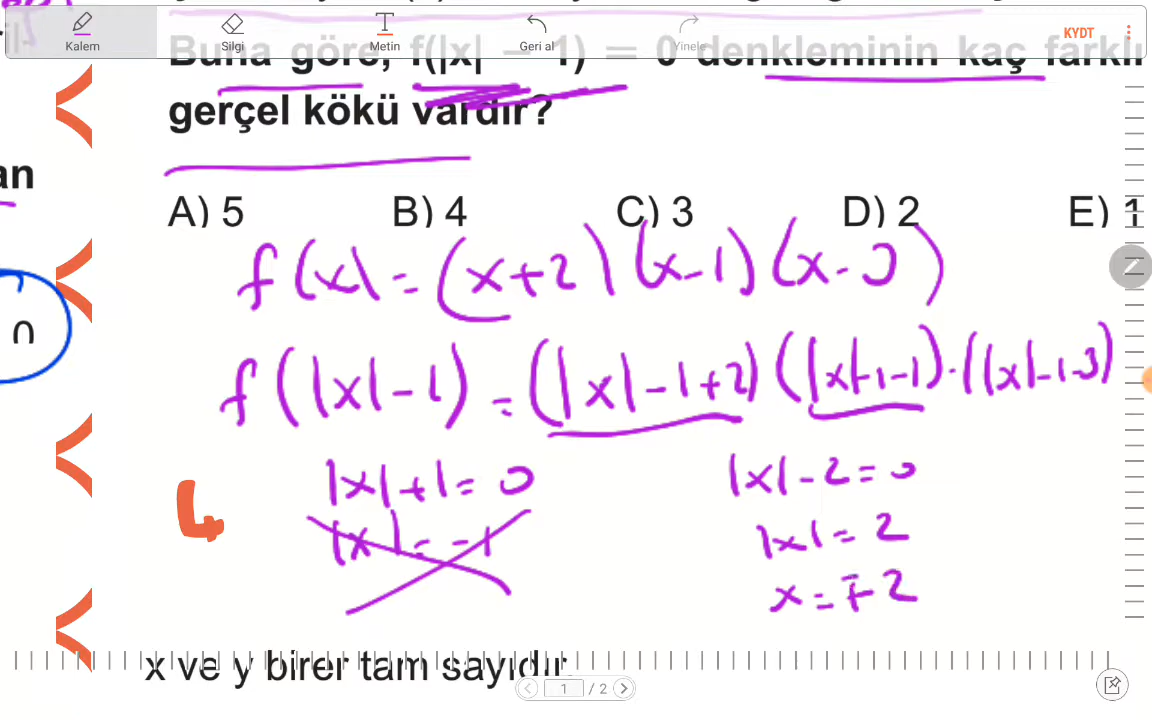 Kalem Silgi Metin Geri al Yinele KYDT
Buna göre, f(|x| − 1) = 0 denkleminin kaç farklı
gerçel kökü vardır?
an
A) 5 B) 4 C) 3 D) 2 E) 1
f(x) = (x+2)(x-1)(x-3)
f(|x|-1) = (|x|-1+2)(|x|-1-1).(|x|-1-3)
|x|+1=0 |x|-2=0
|x|=-1 |x|=2
x=∓2
x ve y birer tam sayıdır.
1 / 2